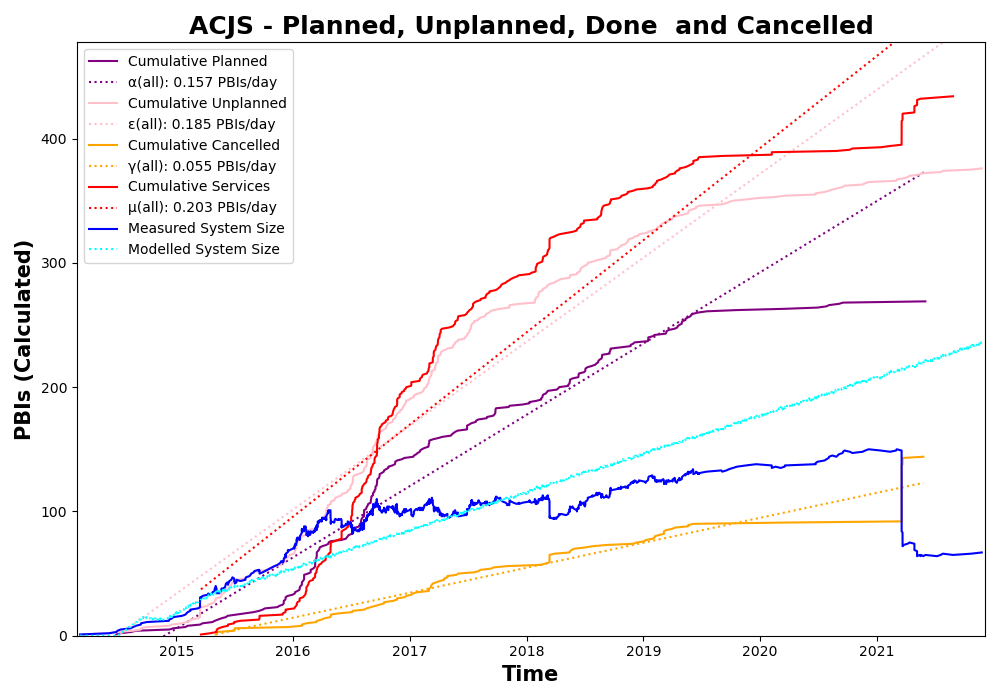 ACJS - Planned, Unplanned, Done  and Cancelled
Cumulative Planned
α(all): 0.157 PBIs/day
Cumulative Unplanned
ε(all): 0.185 PBIs/day
Cumulative Cancelled
γ(all): 0.055 PBIs/day
Cumulative Services
μ(all): 0.203 PBIs/day
Measured System Size
Modelled System Size
PBIs (Calculated)
400
300
200
100
0
2015 2016 2017 2018 2019 2020 2021
Time